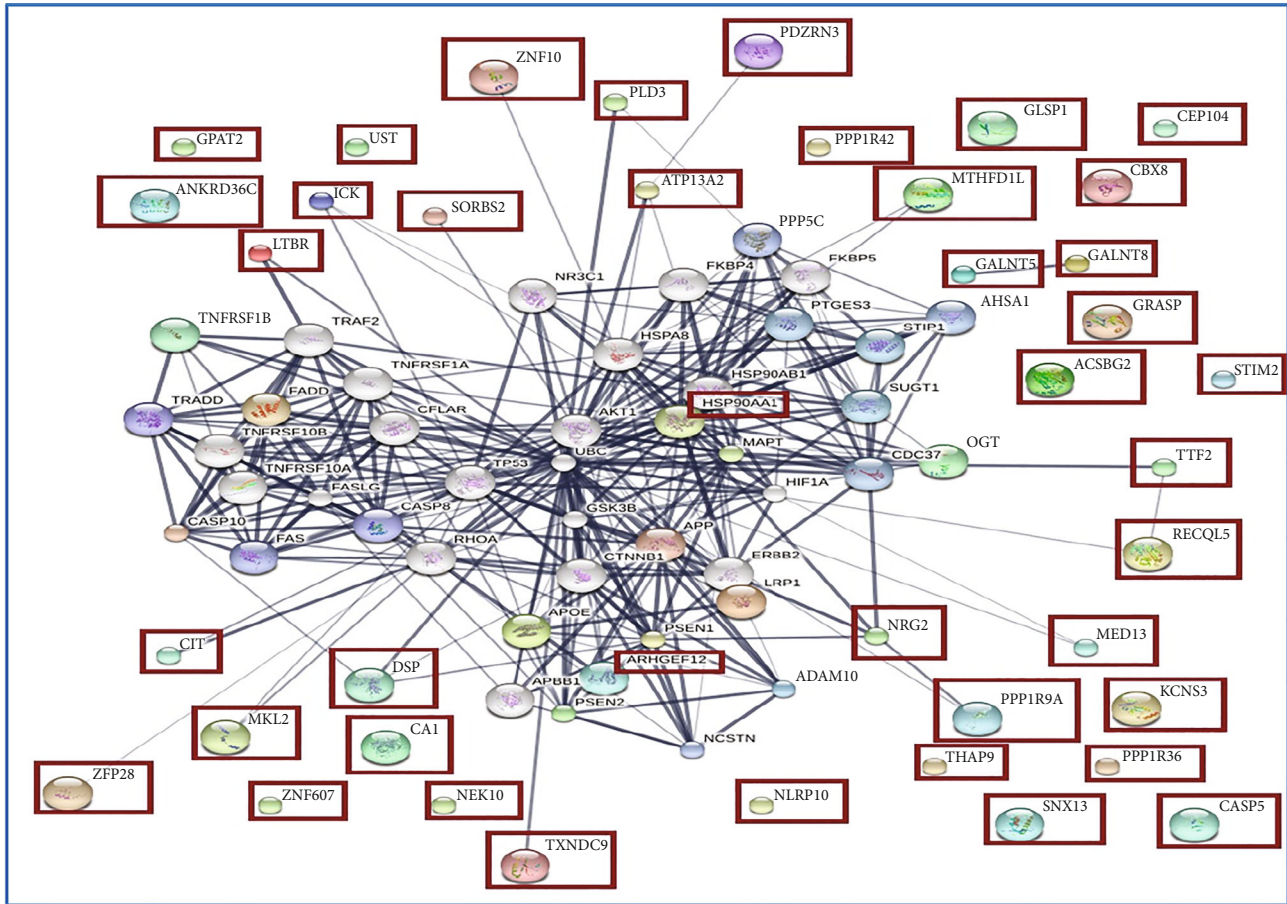 PDZRN3
ZNF10
PLD3
GLSP1
CEP104
GPAT2
UST
PPP1R42
ANKRD36C
ICK
ATP13A2
MTHFD1L
CBX8
SORBS2
PPP5C
LTBR
NR3C1
FKBP4
FKBP5
GALNT5
GALNT8
TNFRSF1B
TRAF2
PTGES3
AHSA1
GRASP
HSPA8
STIP1
TNFRSF1A
HSP90AB1
ACSBG2
STIM2
TRADD
FADD
CFLAR
AKT1
HSP90AA1
SUGT1
TNFRSF10B
UBC
MAPT
CDC37
OGT
TTF2
TNFRSF10A
TP53
FASLG
HIF1A
CASP10
CASP8
GSK3B
FAS
RHOA
APP
RECQL5
CTNNB1
ERBB2
LRP1
APOE
CIT
DSP
PSEN1
NRG2
MED13
ARHGEF12
ADAM10
APBB1
PSEN2
PPP1R9A
KCNS3
MKL2
CA1
NCSTN
THAP9
PPP1R36
ZFP28
ZNF607
NEK10
NLRP10
SNX13
CASP5
TXNDC9